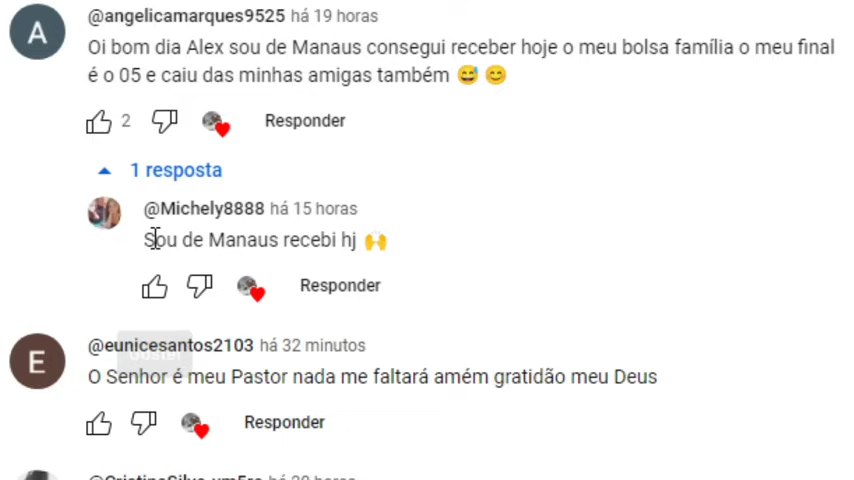 A
@angelicamarques9525 há 19 horas
Oi bom dia Alex sou de Manaus consegui receber hoje o meu bolsa família o meu final
é o 05 e caiu das minhas amigas também 😅 😊
2
Responder
1 resposta
@Michely8888 há 15 horas
Sou de Manaus recebi hj 🙌
Responder
E
@eunicesantos2103 há 32 minutos
Gostei
O Senhor é meu Pastor nada me faltará amém gratidão meu Deus
Responder